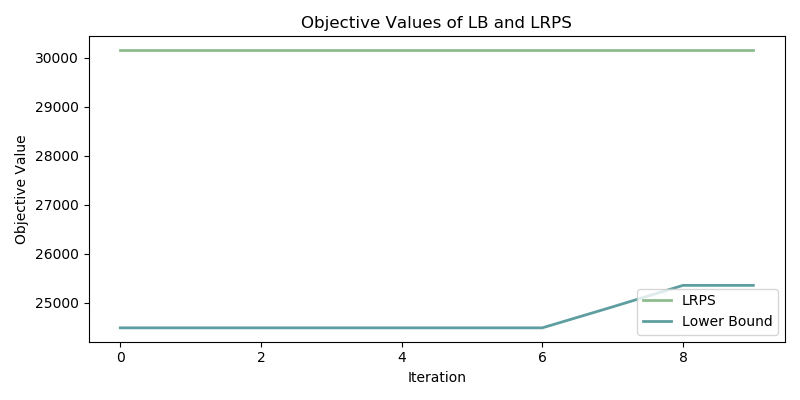 Objective Values of LB and LRPS
30000
29000
28000
27000
26000
25000
Objective Value
0 2 4 6 8
Iteration
LRPS
Lower Bound